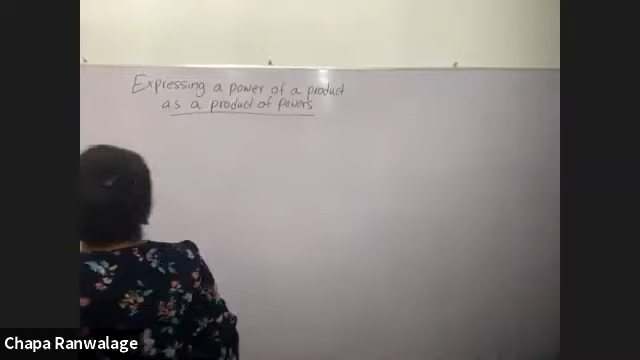 Expressing a power of a product
as a product of powers
Chapa Ranwalage